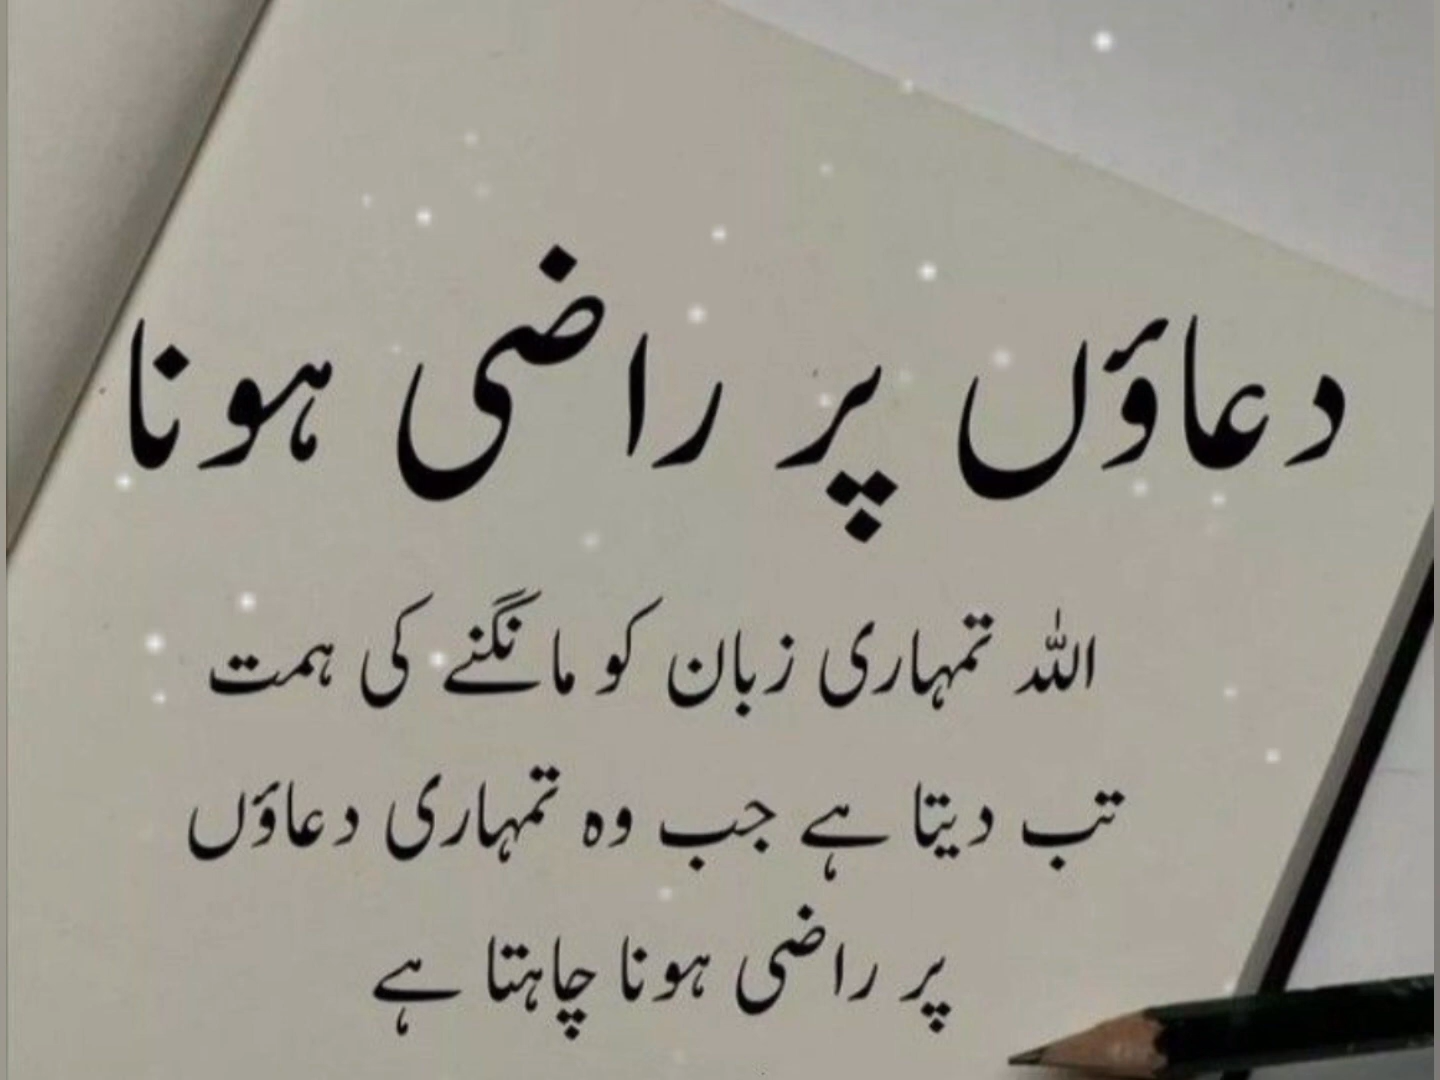 دعاؤں پر راضی ہونا
اللہ تمہاری زبان کو مانگنے کی ہمت
تب دیتا ہے جب وہ تمہاری دعاؤں
پر راضی ہونا چاہتا ہے